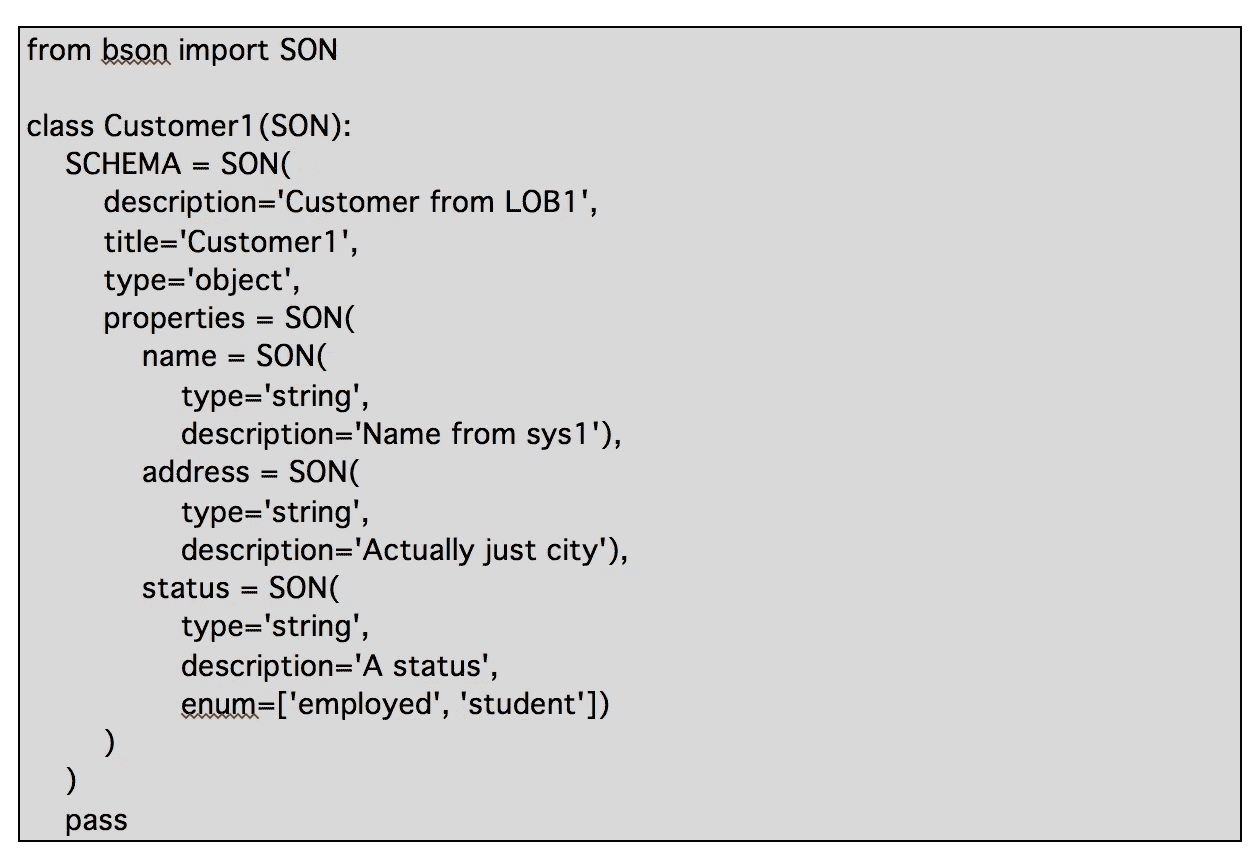 from bson import SON

class Customer1(SON):
    SCHEMA = SON(
        description='Customer from LOB1',
        title='Customer1',
        type='object',
        properties = SON(
            name = SON(
                type='string',
                description='Name from sys1'),
            address = SON(
                type='string',
                description='Actually just city'),
            status = SON(
                type='string',
                description='A status',
                enum=['employed', 'student'])
        )
    )
    pass